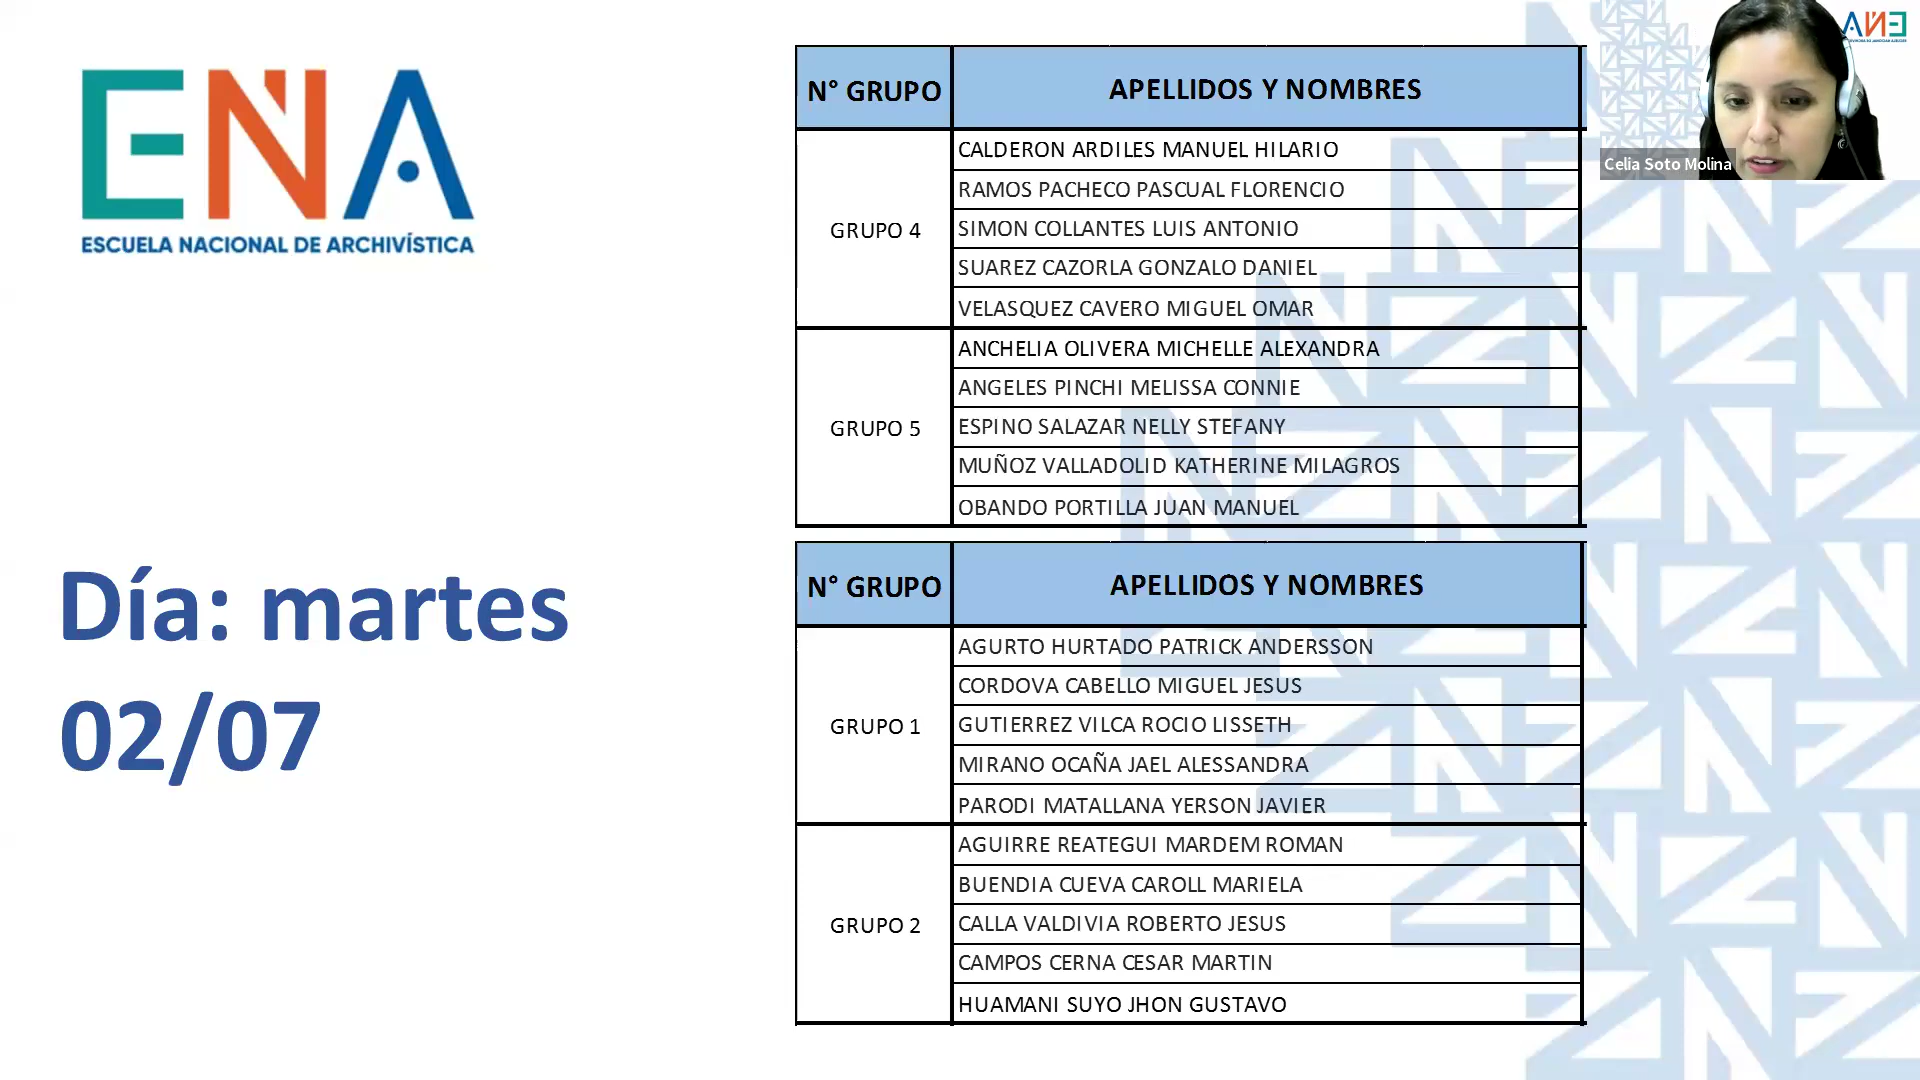 ENA
ESCUELA NACIONAL DE ARCHIVÍSTICA
Día: martes
02/07
N° GRUPO APELLIDOS Y NOMBRES
GRUPO 4
CALDERON ARDILES MANUEL HILARIO
RAMOS PACHECO PASCUAL FLORENCIO
SIMON COLLANTES LUIS ANTONIO
SUAREZ CAZORLA GONZALO DANIEL
VELASQUEZ CAVERO MIGUEL OMAR
GRUPO 5
ANCHELIA OLIVERA MICHELLE ALEXANDRA
ANGELES PINCHI MELISSA CONNIE
ESPINO SALAZAR NELLY STEFANY
MUÑOZ VALLADOLID KATHERINE MILAGROS
OBANDO PORTILLA JUAN MANUEL
N° GRUPO APELLIDOS Y NOMBRES
GRUPO 1
AGURTO HURTADO PATRICK ANDERSSON
CORDOVA CABELLO MIGUEL JESUS
GUTIERREZ VILCA ROCIO LISSETH
MIRANO OCAÑA JAEL ALESSANDRA
PARODI MATALLANA YERSON JAVIER
GRUPO 2
AGUIRRE REATEGUI MARDEM ROMAN
BUENDIA CUEVA CAROLL MARIELA
CALLA VALDIVIA ROBERTO JESUS
CAMPOS CERNA CESAR MARTIN
HUAMANI SUYO JHON GUSTAVO
Celia Soto Molina
ENA